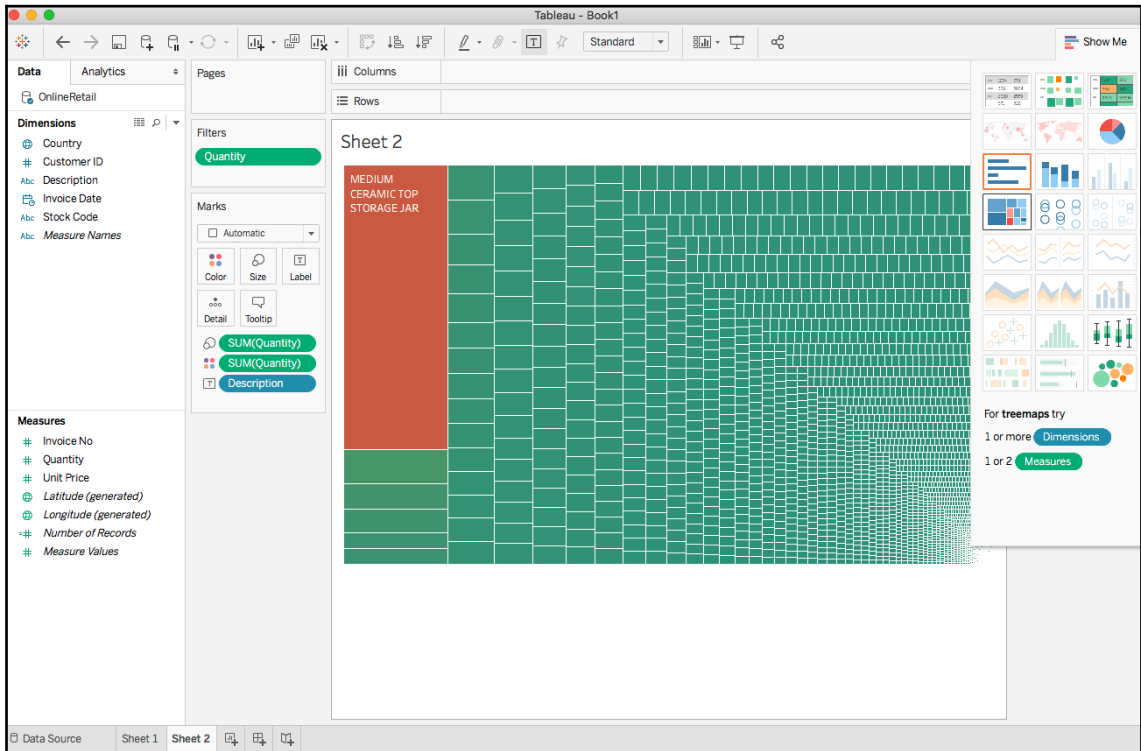 Tableau - Book1
Standard
Show Me
Data
Analytics
Pages
Columns
OnlineRetail
Rows
Dimensions
Country
Customer ID
Description
Invoice Date
Stock Code
Measure Names
Filters
Quantity
Marks
Automatic
Color
Size
Label
Detail
Tooltip
SUM(Quantity)
SUM(Quantity)
Description
Sheet 2
MEDIUM
CERAMIC TOP
STORAGE JAR
For treemaps try
1 or more Dimensions
1 or 2 Measures
Measures
Invoice No
Quantity
Unit Price
Latitude (generated)
Longitude (generated)
Number of Records
Measure Values
Data Source
Sheet 1
Sheet 2